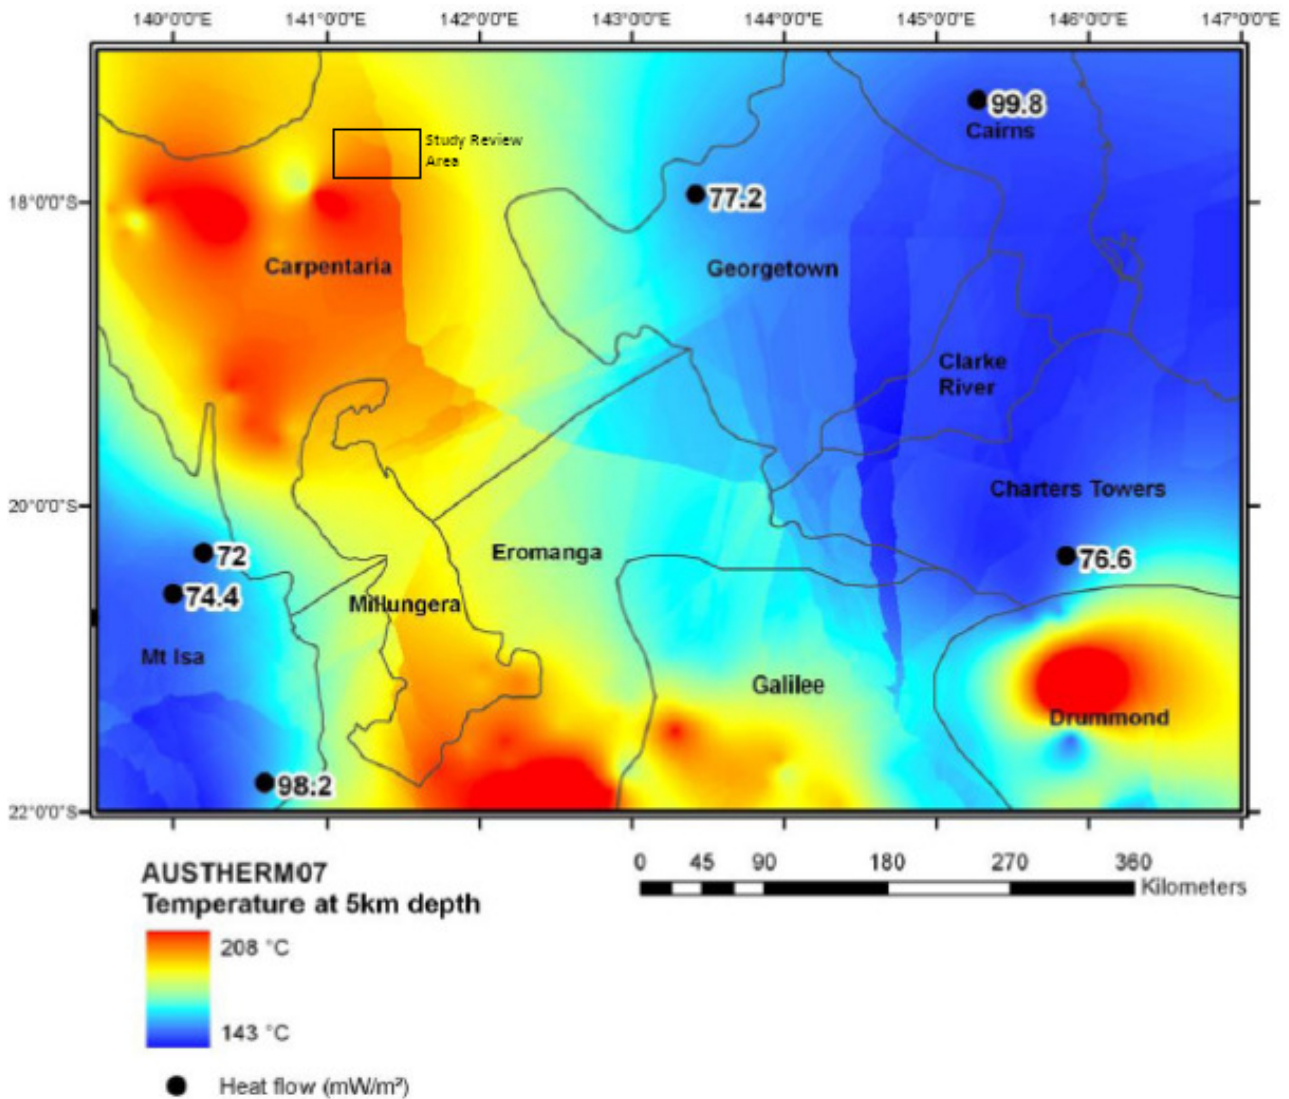 140°0'0"E 141°0'0"E 142°0'0"E 143°0'0"E 144°0'0"E 145°0'0"E 146°0'0"E 147°0'0"E
99.8
Cairns
Study Review
Area
18°0'0"S
77.2
Carpentaria
Georgetown
Clarke
River
Charters Towers
20°0'0"S
72
Eromanga
76.6
74.4
Millungera
Mt Isa
Galilee
Drummond
98.2
22°0'0"S
AUSTHERM07
Temperature at 5km depth
0 45 90 180 270 360
Kilometers
208 °C
143 °C
Heat flow (mW/m²)